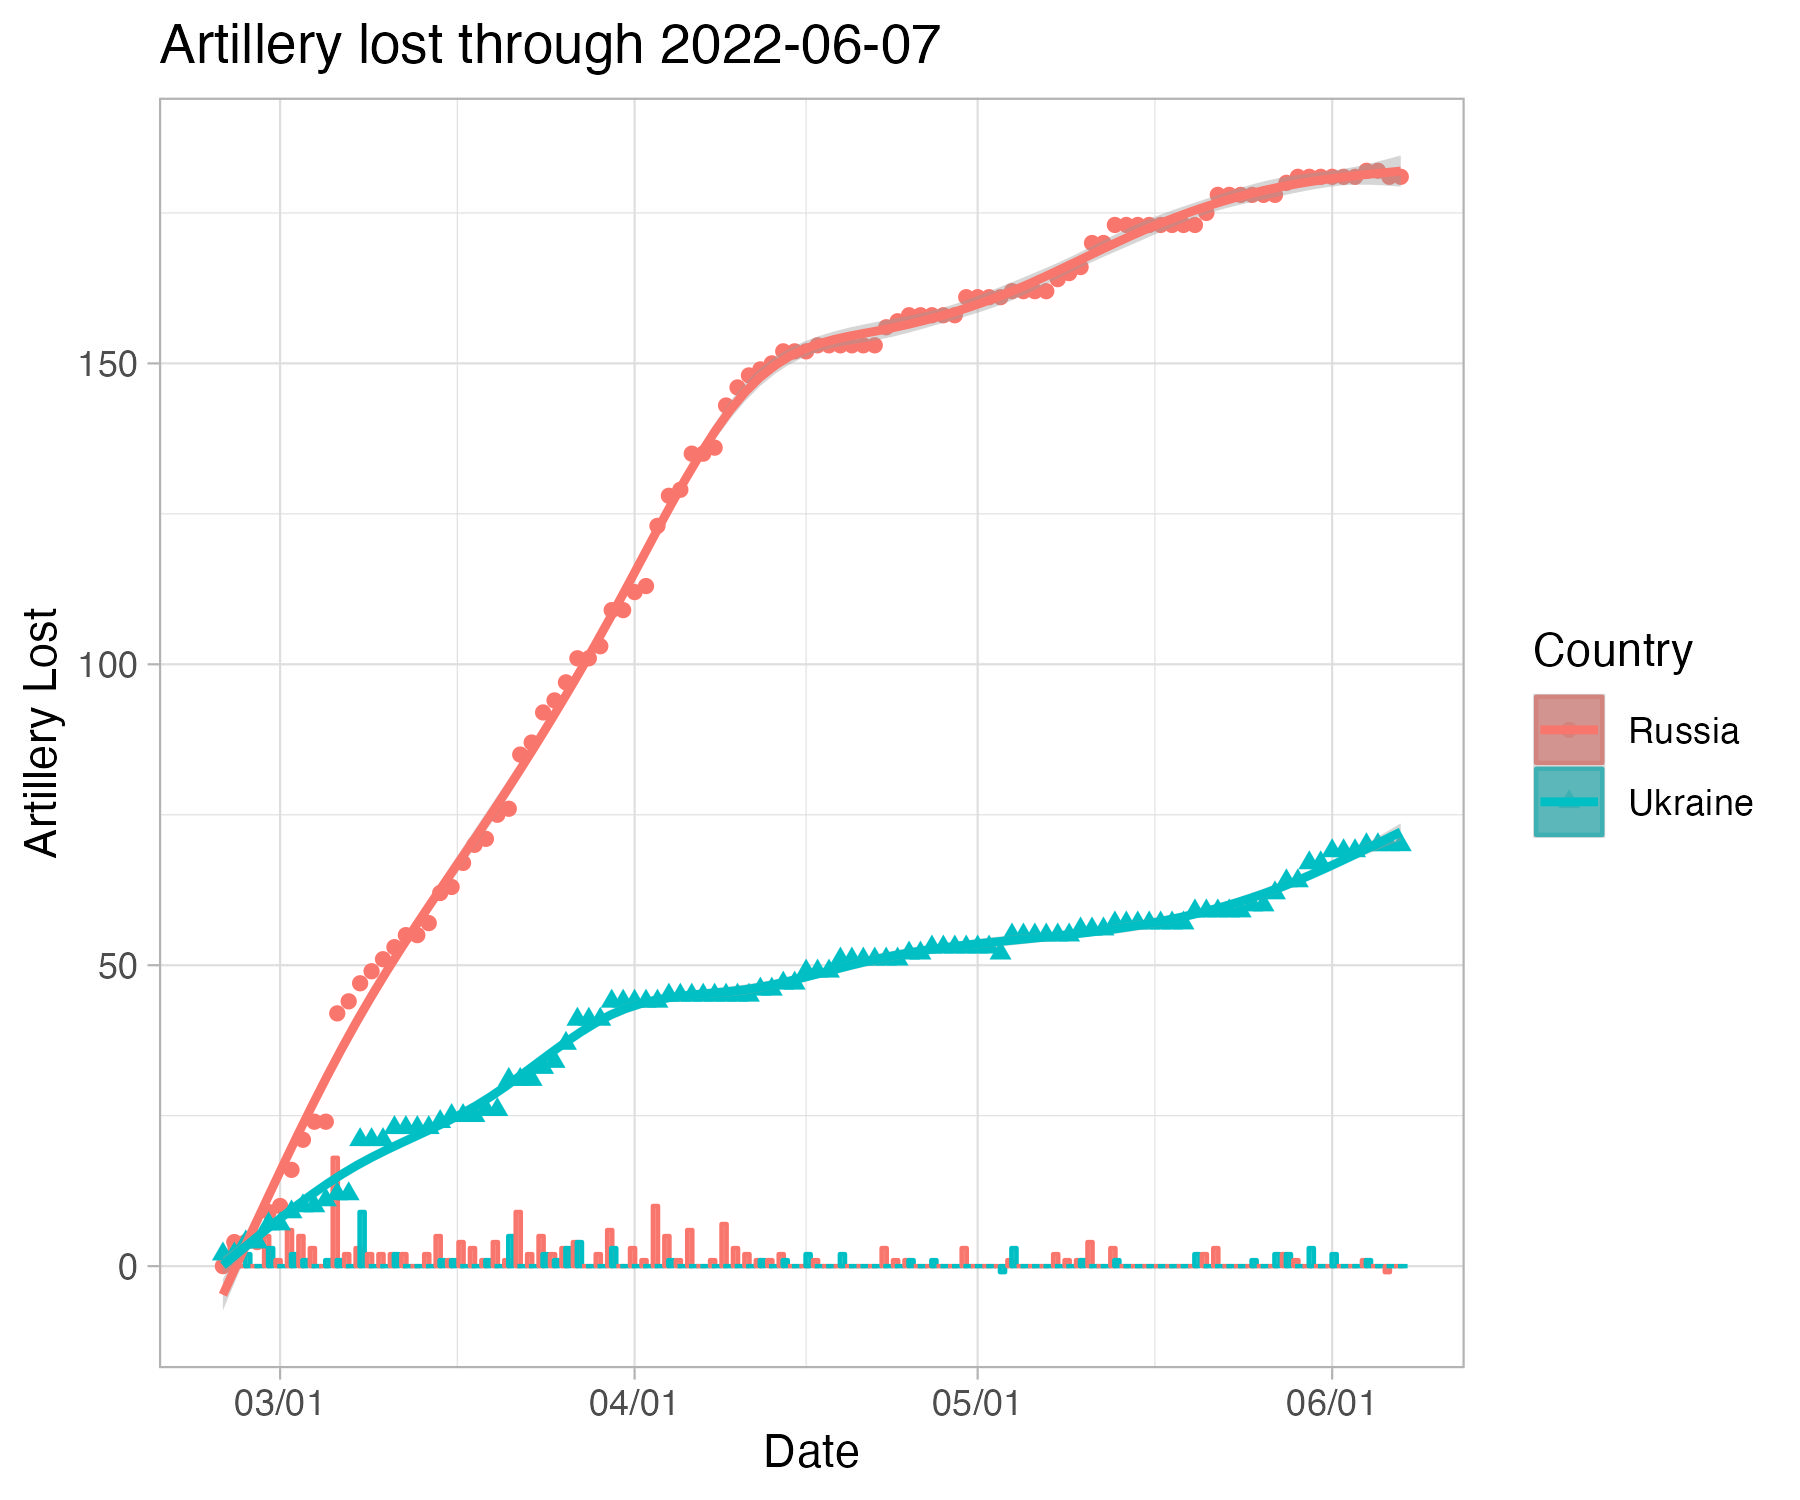 Artillery lost through 2022-06-07
Artillery Lost
150
100
50
0
03/01
04/01
05/01
06/01
Date
Country
Russia
Ukraine